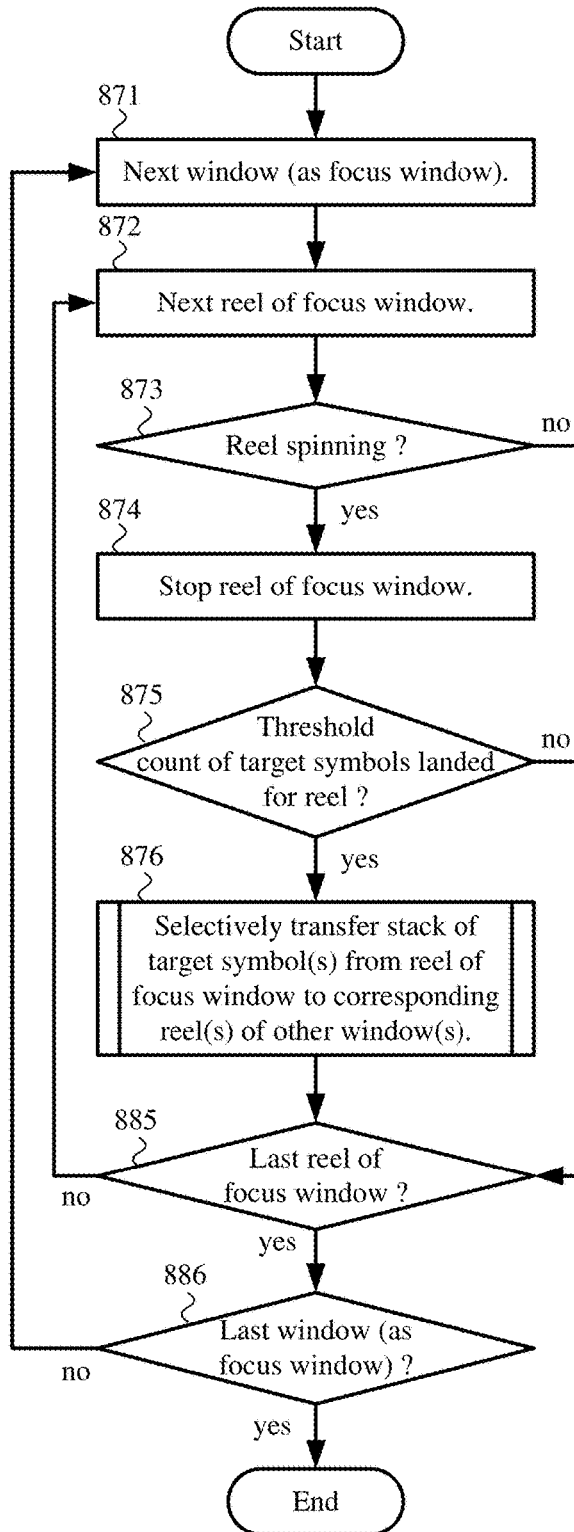 Start
871
Next window (as focus window).
872
Next reel of focus window.
873
Reel spinning ?
no
yes
874
Stop reel of focus window.
875
Threshold
count of target symbols landed
for reel ?
no
yes
876
Selectively transfer stack of
target symbol(s) from reel of
focus window to corresponding
reel(s) of other window(s).
885
Last reel of
focus window ?
no
yes
886
Last window (as
focus window) ?
no
yes
End